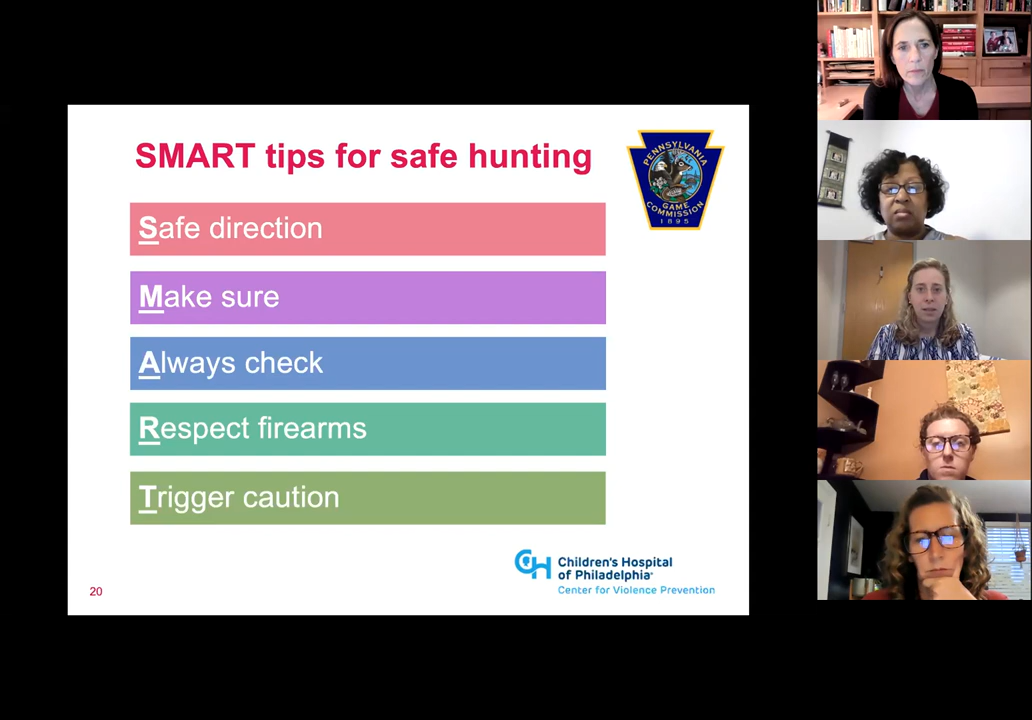 SMART tips for safe hunting
PENNSYLVANIA
GAME
COMMISSION
1895
Safe direction
Make sure
Always check
Respect firearms
Trigger caution
CH Children's Hospital
of Philadelphia
Center for Violence Prevention
20